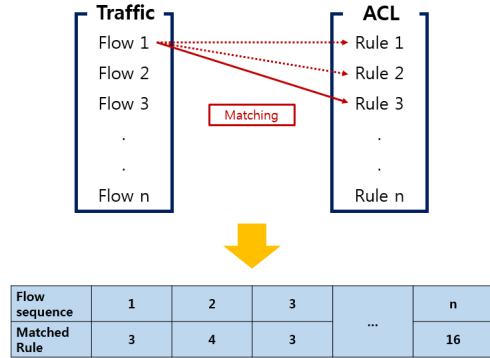 Traffic ACL
Flow 1 Rule 1
Flow 2 Rule 2
Flow 3 Rule 3
Matching
. .
. .
Flow n Rule n
Flow sequence 1 2 3 ... n
Matched Rule 3 4 3 16